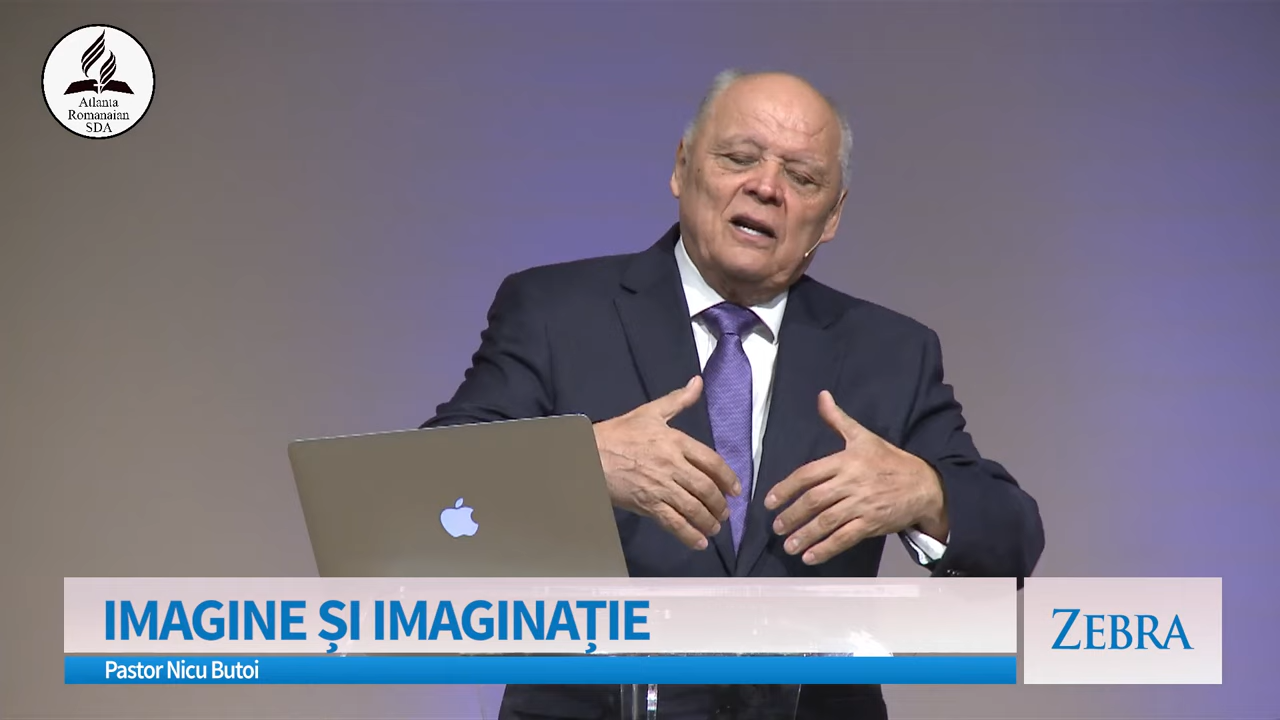 Atlanta
Romanaian
SDA
IMAGINE ȘI IMAGINAȚIE
Pastor Nicu Butoi
ZEBRA